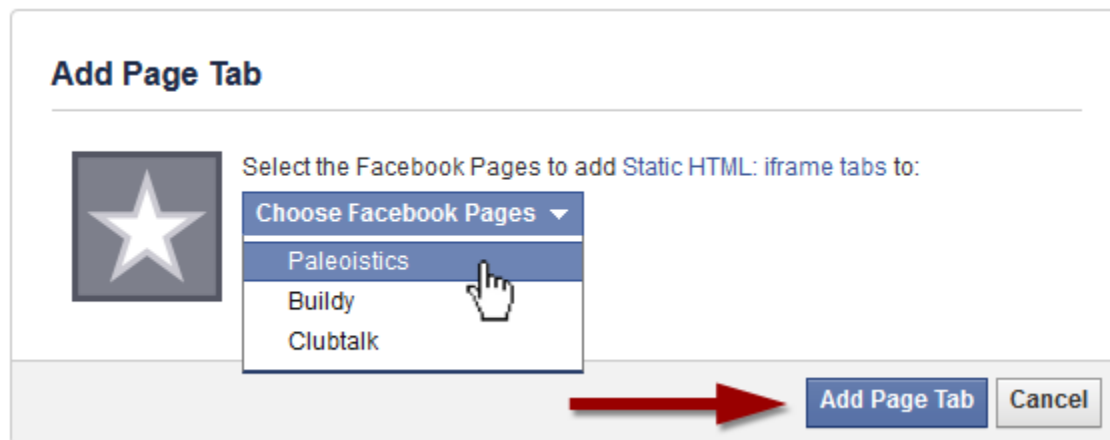 Add Page Tab
Select the Facebook Pages to add Static HTML: iframe tabs to:
Choose Facebook Pages
Paleoistics
Buildy
Clubtalk
Add Page Tab
Cancel